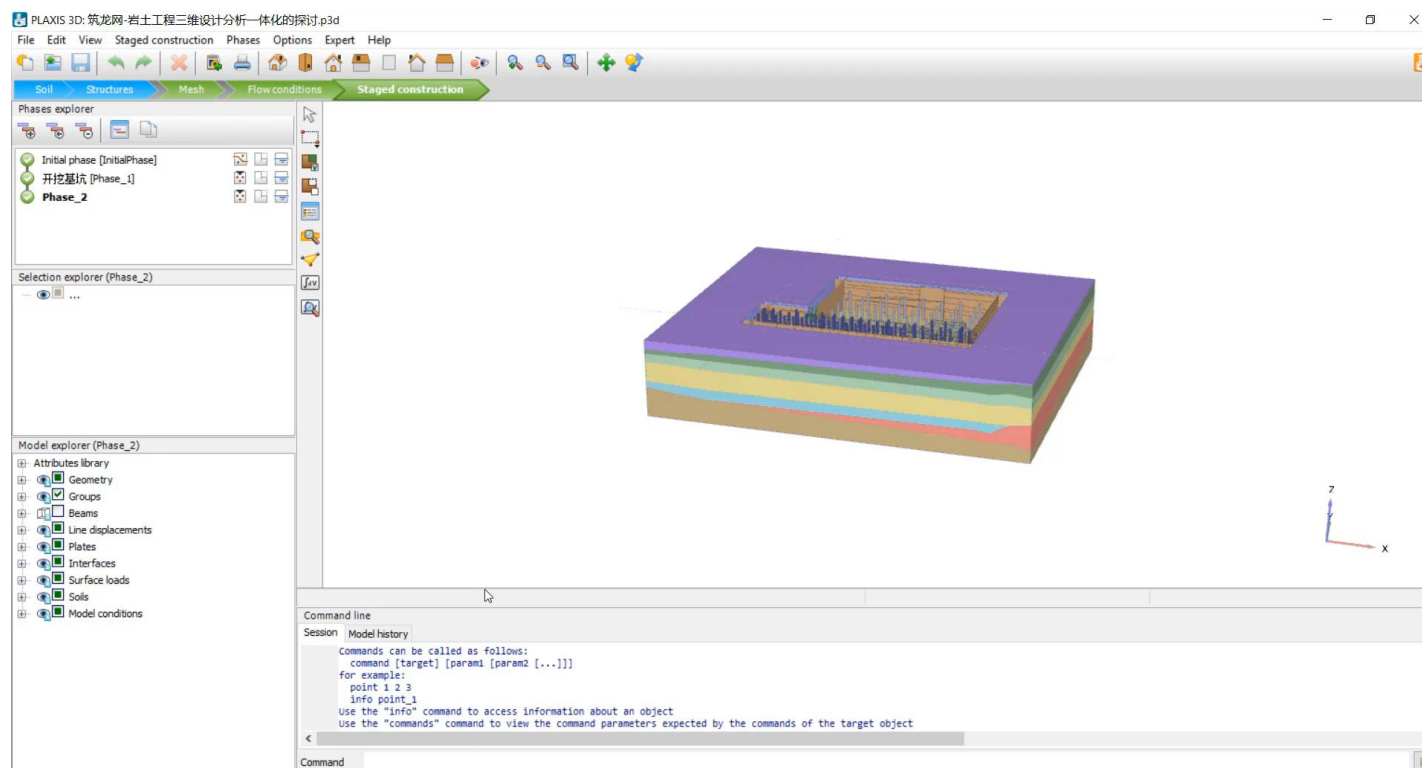 PLAXIS 3D: 筑龙网-岩土工程三维设计分析一体化的探讨.p3d
File Edit View Staged construction Phases Options Expert Help
Soil Structures Mesh Flow conditions Staged construction
Phases explorer
Initial phase [InitialPhase]
开挖基坑 [Phase_1]
Phase_2
Selection explorer (Phase_2)
...
Model explorer (Phase_2)
Attributes library
Geometry
Groups
Beams
Line displacements
Plates
Interfaces
Surface loads
Soils
Model conditions
Z
Y
X
Command line
Session Model history
Commands can be called as follows:
command [target] [param1 [param2 [...]]]
for example:
point 1 2 3
info point_1
Use the "info" command to access information about an object
Use the "commands" command to view the command parameters expected by the commands of the target object
Command